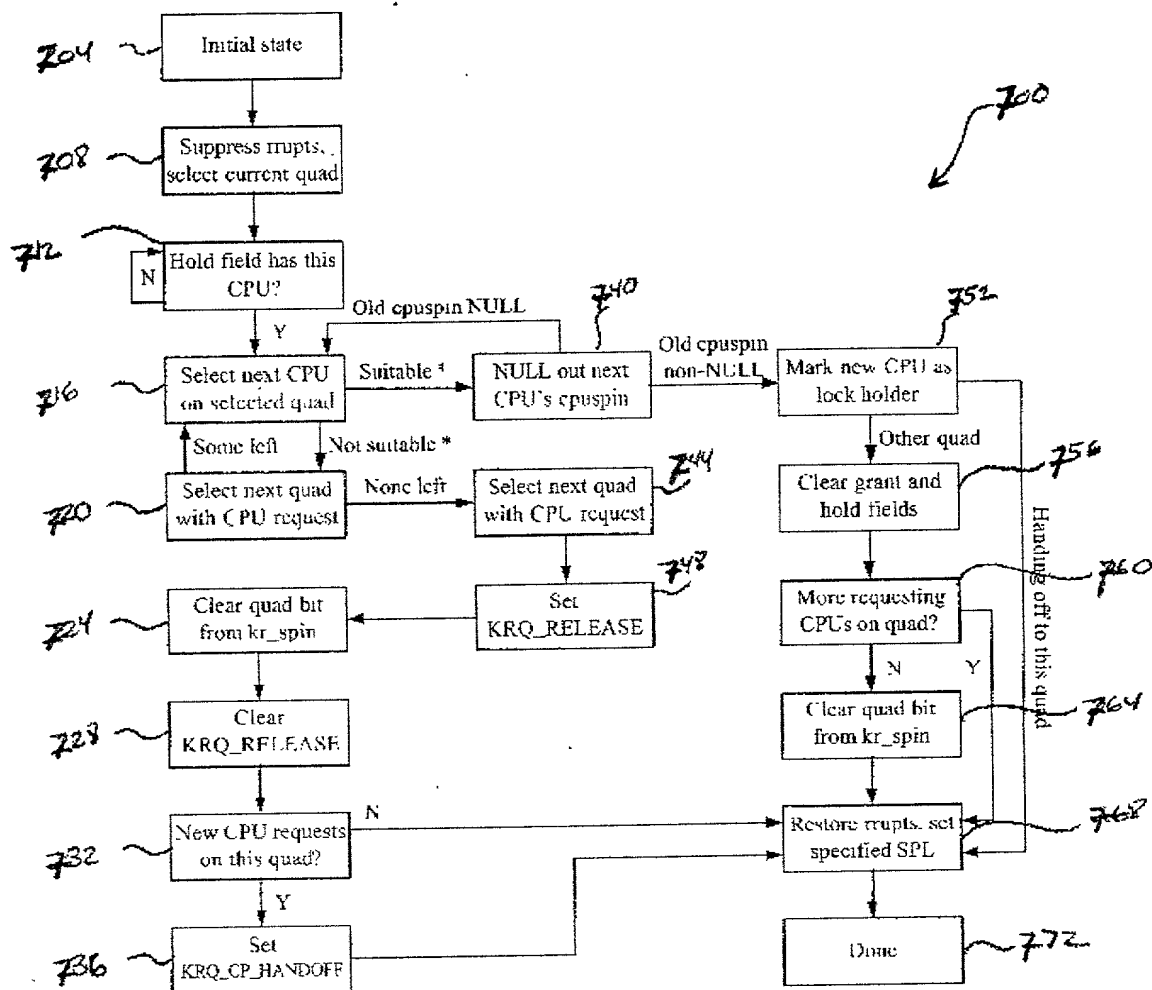 700
204
Initial state
208
Suppress rrupts,
select current quad
712
Hold field has this
CPU?
N
Y
Old cpuspin NULL
740
752
716
Select next CPU
on selected quad
Suitable *
NULL out next
CPU's cpuspin
Old cpuspin
non-NULL
Mark new CPU as
lock holder
Some left
Not suitable *
Other quad
720
Select next quad
with CPU request
None left
744
Select next quad
with CPU request
756
Clear grant and
hold fields
Handing off to this quad
724
Clear quad bit
from kr_spin
748
Set
KRQ_RELEASE
760
More requesting
CPUs on quad?
N
Y
728
Clear
KRQ_RELEASE
764
Clear quad bit
from kr_spin
732
New CPU requests
on this quad?
N
Y
768
Restore rrupts, set
specified SPL
736
Set
KRQ_CP_HANDOFF
772
Done